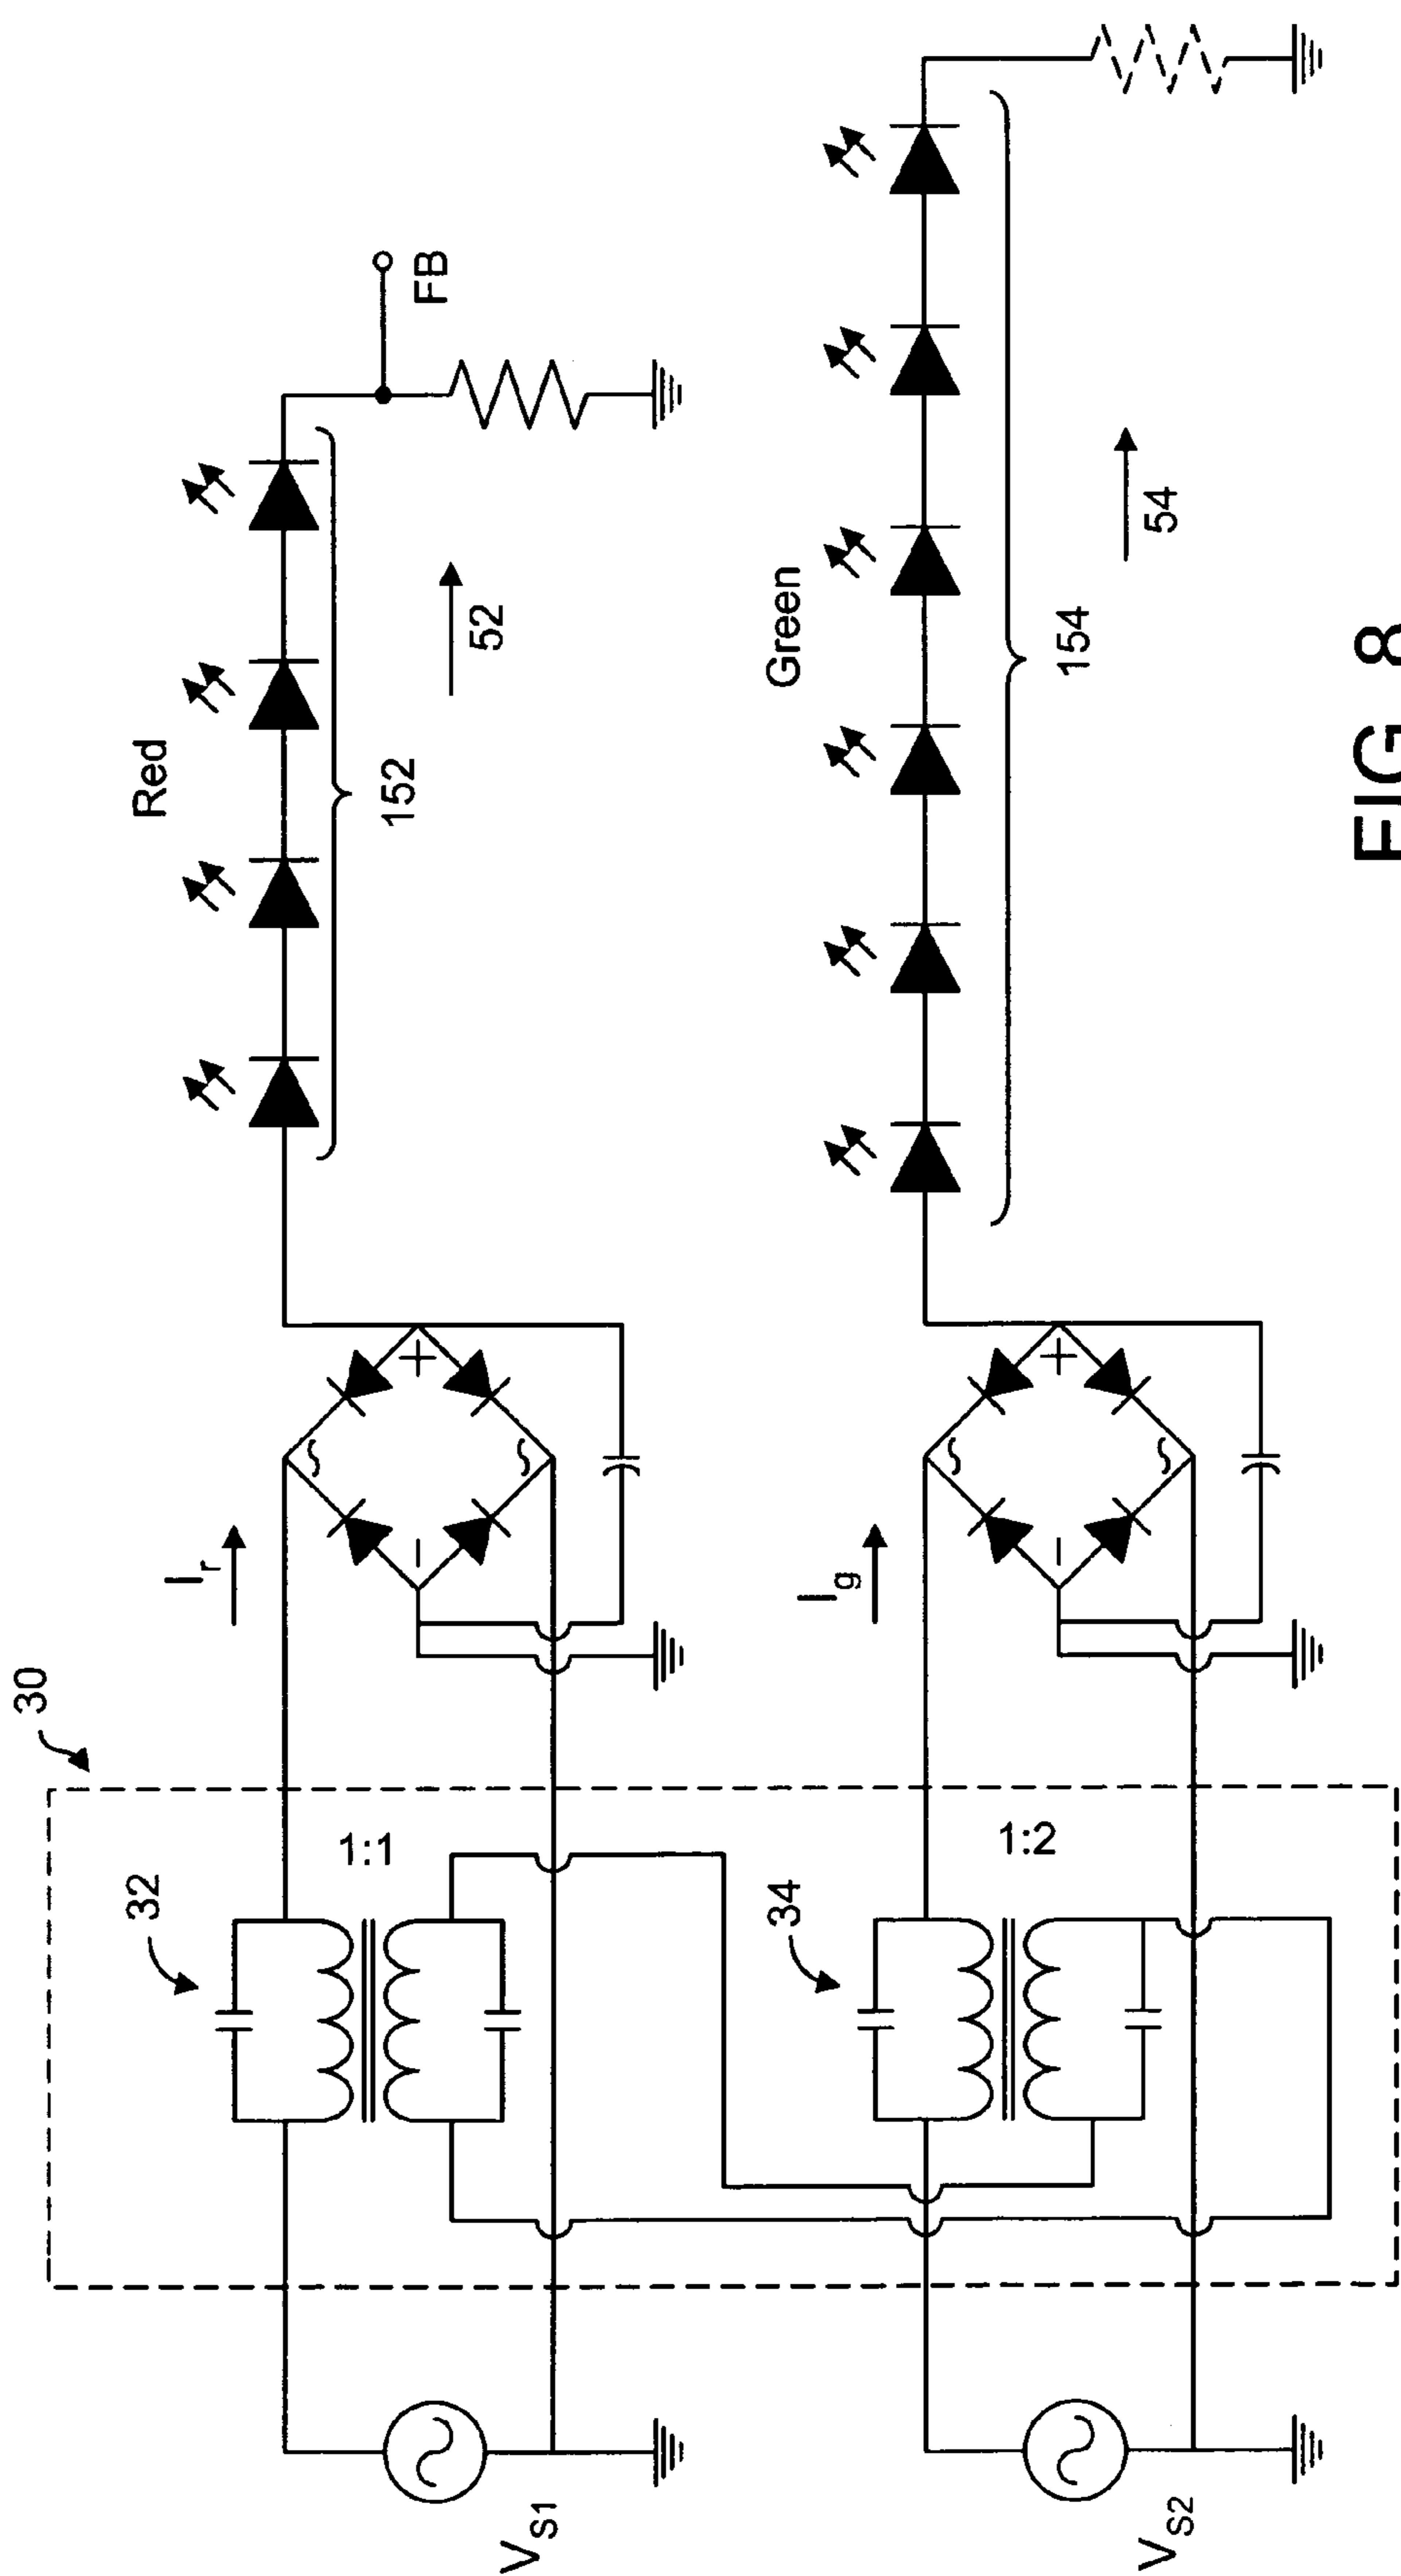 30
32
1:1
I_r
Red
152
52
FB
V_S1
34
1:2
I_g
Green
154
54
V_S2
FIG 8